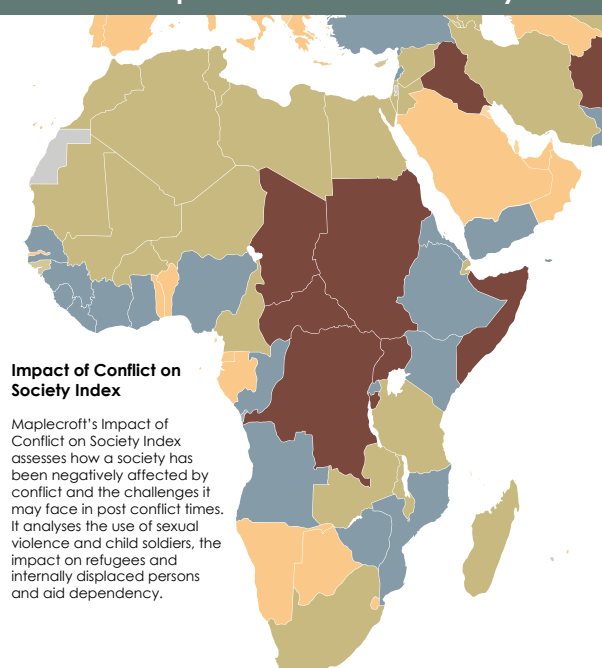 Impact of Conflict on
Society Index
Maplecroft's Impact of
Conflict on Society Index
assesses how a society has
been negatively affected by
conflict and the challenges it
may face in post conflict times.
It analyses the use of sexual
violence and child soldiers, the
impact on refugees and
internally displaced persons
and aid dependency.